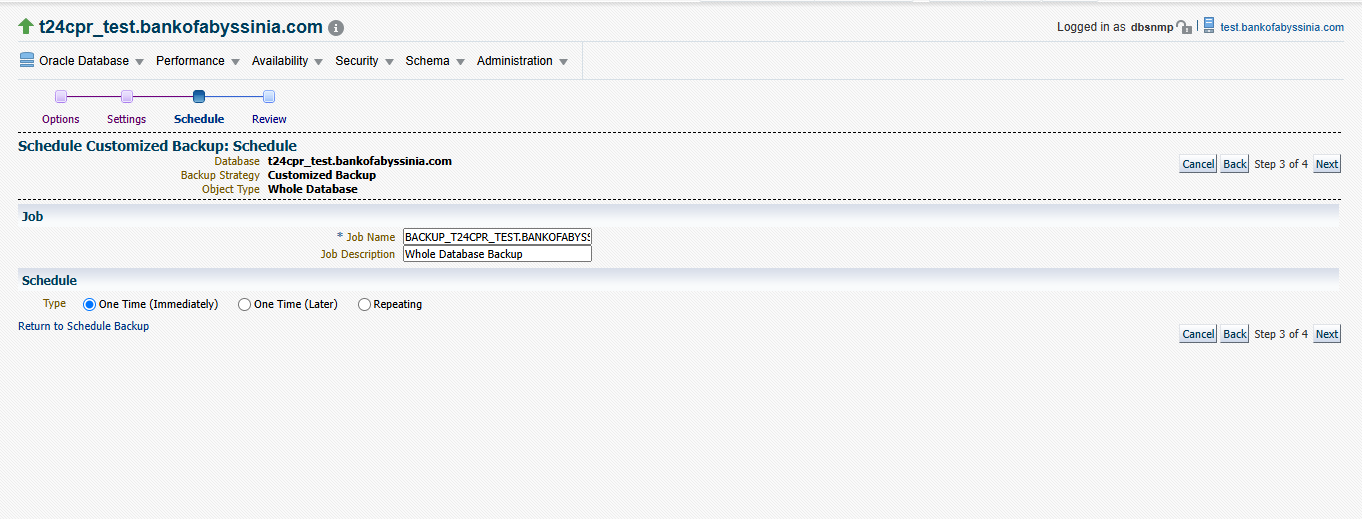 t24cpr_test.bankofabyssinia.com
Logged in as dbsnmp | test.bankofabyssinia.com
Oracle Database Performance Availability Security Schema Administration
Options Settings Schedule Review
Schedule Customized Backup: Schedule
Database t24cpr_test.bankofabyssinia.com
Backup Strategy Customized Backup
Object Type Whole Database
Cancel Back Step 3 of 4 Next
Job
* Job Name BACKUP_T24CPR_TEST.BANKOFABYSS
Job Description Whole Database Backup
Schedule
Type One Time (Immediately) One Time (Later) Repeating
Return to Schedule Backup
Cancel Back Step 3 of 4 Next